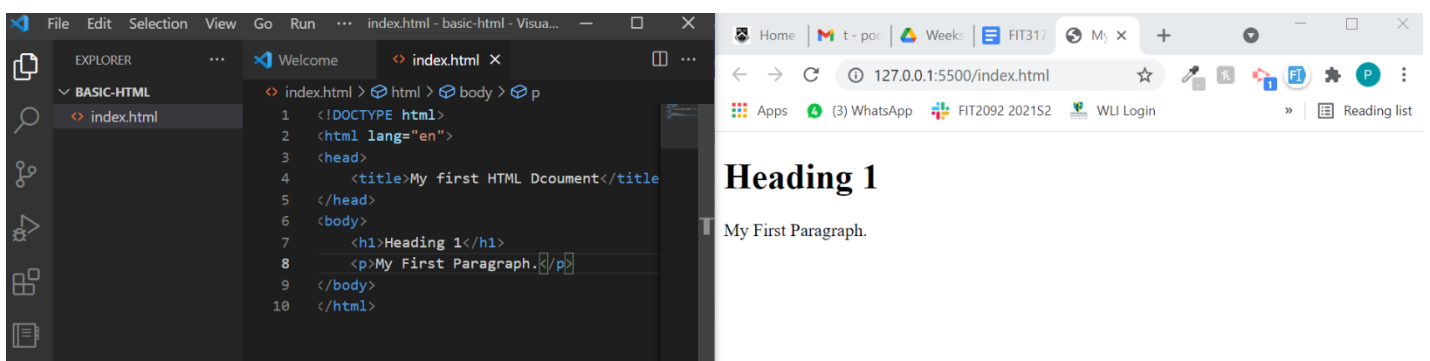 File Edit Selection View Go Run ··· index.html - basic-html - Visua...
EXPLORER ···
BASIC-HTML
<> index.html
Welcome <> index.html ···
<> index.html > html > body > p
1 <!DOCTYPE html>
2 <html lang="en">
3 <head>
4 <title>My first HTML Dcoument</title
5 </head>
6 <body>
7 <h1>Heading 1</h1>
8 <p>My First Paragraph.</p>
9 </body>
10 </html>
T
Home t - poc Weeks FIT317 My
127.0.0.1:5500/index.html 1 P
Apps 4 (3) WhatsApp FIT2092 2021S2 WLI Login » Reading list
Heading 1
My First Paragraph.